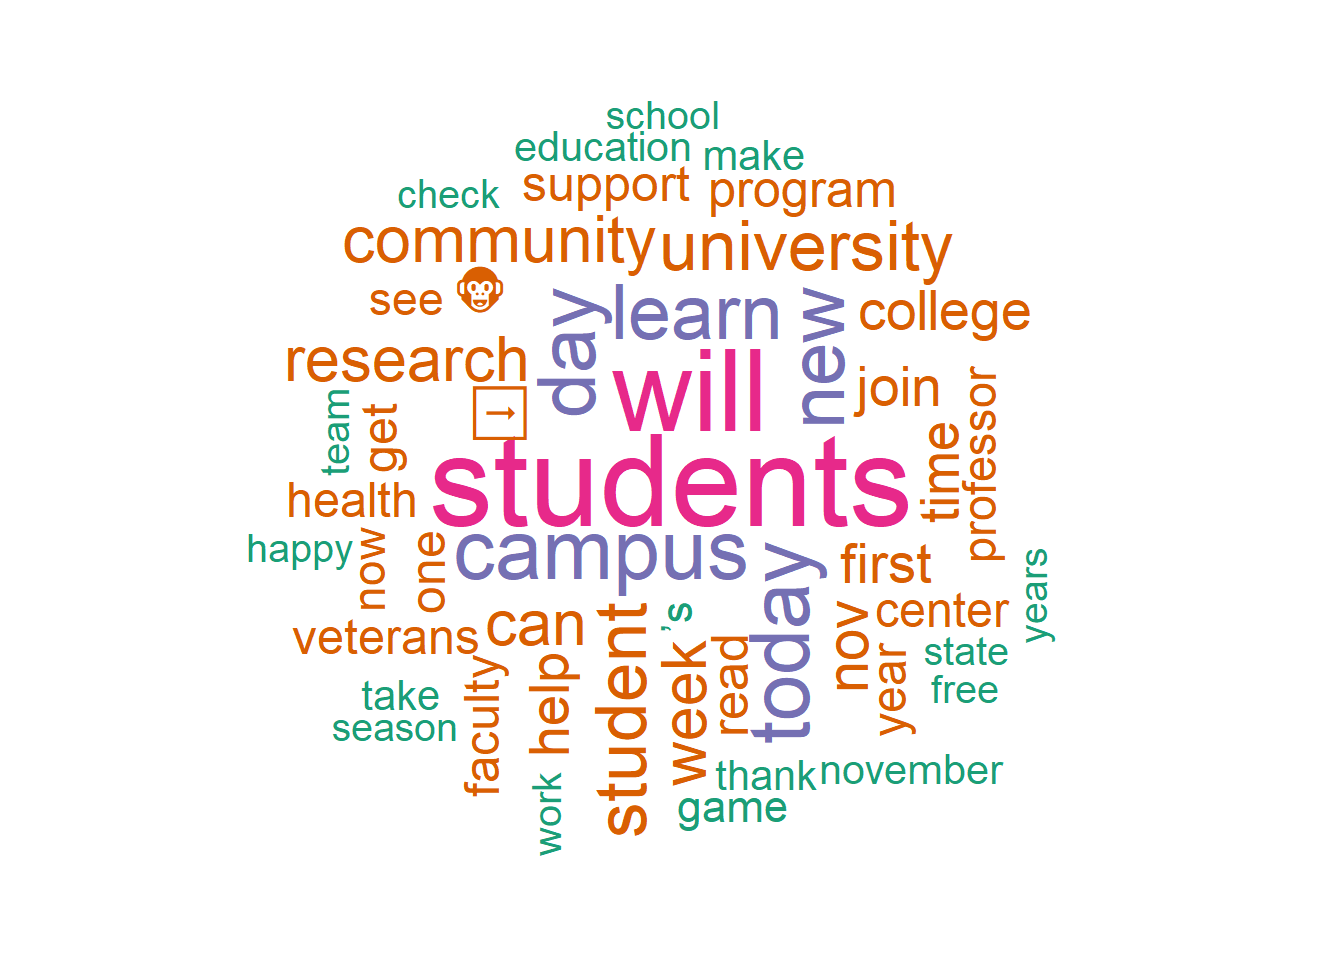 school
education
make
check
support
program
community
university
see 🐵
day
learn
new
college
research
will
join
professor
team
get
➙
students
time
health
happy
now
one
campus
today
first
years
veterans
can
student
’s
week
read
nov
center
year
state
free
take
season
faculty
help
work
thank
november
game